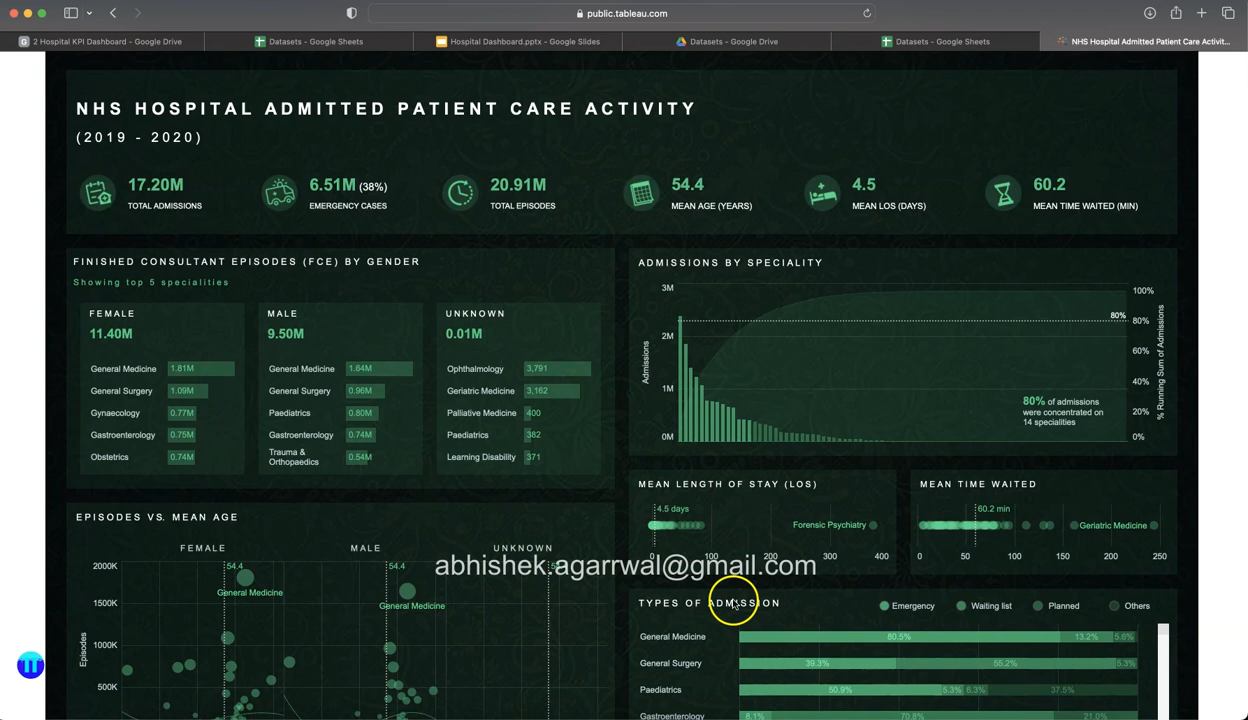 public.tableau.com
2 Hospital KPI Dashboard - Google Drive
Datasets - Google Sheets
Hospital Dashboard.pptx - Google Slides
Datasets - Google Drive
Datasets - Google Sheets
NHS Hospital Admitted Patient Care Activit...
NHS HOSPITAL ADMITTED PATIENT CARE ACTIVITY
(2019 - 2020)
17.20M
TOTAL ADMISSIONS
6.51M (38%)
EMERGENCY CASES
20.91M
TOTAL EPISODES
54.4
MEAN AGE (YEARS)
4.5
MEAN LOS (DAYS)
60.2
MEAN TIME WAITED (MIN)
FINISHED CONSULTANT EPISODES (FCE) BY GENDER
Showing top 5 specialities
FEMALE
11.40M
General Medicine 1.81M
General Surgery 1.09M
Gynaecology 0.77M
Gastroenterology 0.75M
Obstetrics 0.74M
MALE
9.50M
General Medicine 1.64M
General Surgery 0.96M
Paediatrics 0.80M
Gastroenterology 0.74M
Trauma &
Orthopaedics 0.54M
UNKNOWN
0.01M
Ophthalmology 3,791
Geriatric Medicine 3,162
Palliative Medicine 400
Paediatrics 382
Learning Disability 371
ADMISSIONS BY SPECIALITY
Admissions
3M
2M
1M
0M
80%
100%
80%
60%
40%
20%
0%
% Running Sum of Admissions
80% of admissions
were concentrated on
14 specialities
MEAN LENGTH OF STAY (LOS)
4.5 days
Forensic Psychiatry
0 100 200 300 400
MEAN TIME WAITED
60.2 min
Geriatric Medicine
0 50 100 150 200 250
EPISODES VS. MEAN AGE
FEMALE MALE UNKNOWN
Episodes
2000K
1500K
1000K
500K
54.4
General Medicine
54.4
General Medicine
abhishek.agarrwal@gmail.com
TYPES OF ADMISSION
Emergency Waiting list Planned Others
General Medicine 80.5% 13.2% 5.6%
General Surgery 39.3% 55.2% 5.3%
Paediatrics 50.9% 5.3% 6.3% 37.5%
Gastroenterology 8.1% 70.8% 21.0%